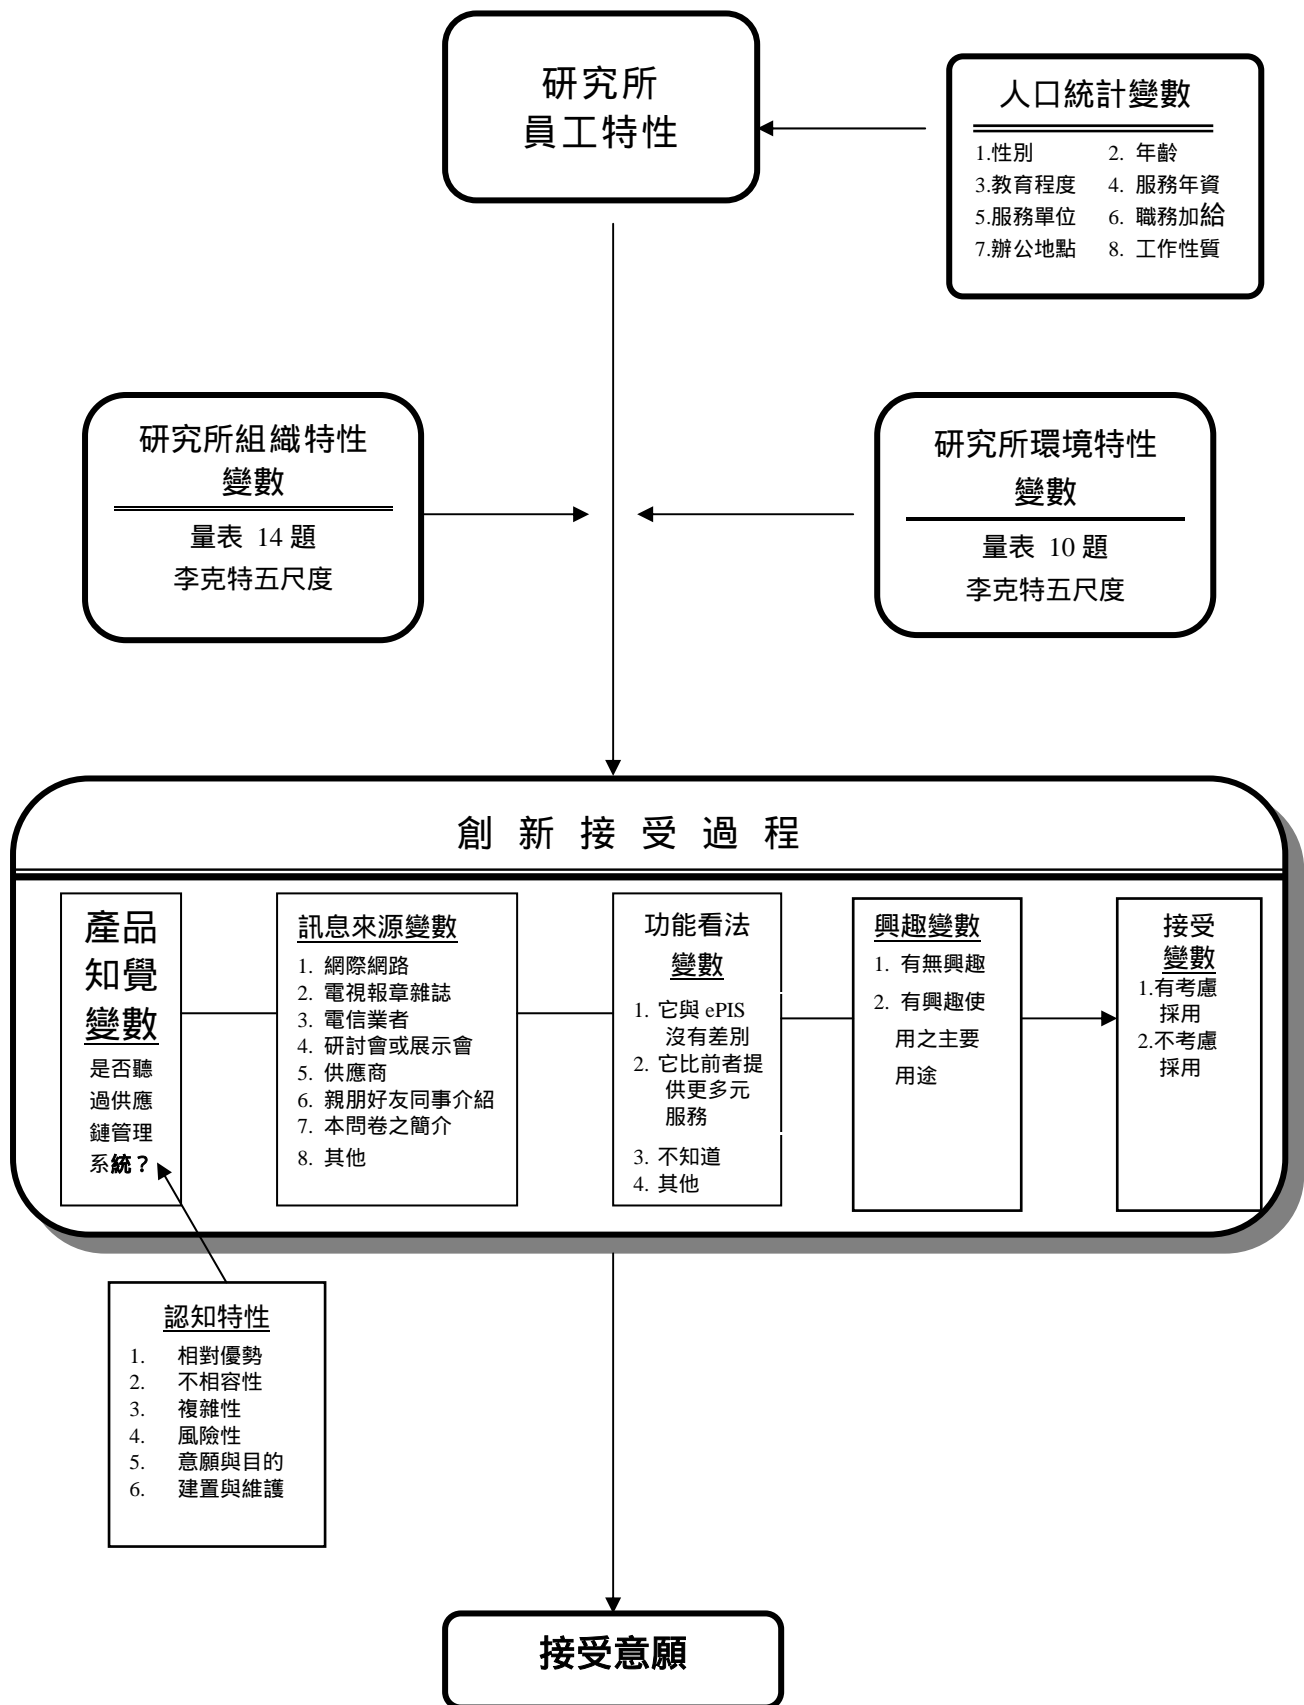 研究所
員工特性
人口統計變數
1.性別 2. 年齡
3.教育程度 4. 服務年資
5.服務單位 6. 職務加給
7.辦公地點 8. 工作性質
研究所組織特性
變數
量表 14 題
李克特五尺度
研究所環境特性
變數
量表 10 題
李克特五尺度
創新接受過程
產品
知覺
變數
是否聽
過供應
鏈管理
系統？
訊息來源變數
1. 網際網路
2. 電視報章雜誌
3. 電信業者
4. 研討會或展示會
5. 供應商
6. 親朋好友同事介紹
7. 本問卷之簡介
8. 其他
功能看法
變數
1. 它與 ePIS
沒有差別
2. 它比前者提
供更多元
服務
3. 不知道
4. 其他
興趣變數
1. 有無興趣
2. 有興趣使
用之主要
用途
接受
變數
1.有考慮
採用
2.不考慮
採用
認知特性
1. 相對優勢
2. 不相容性
3. 複雜性
4. 風險性
5. 意願與目的
6. 建置與維護
接受意願